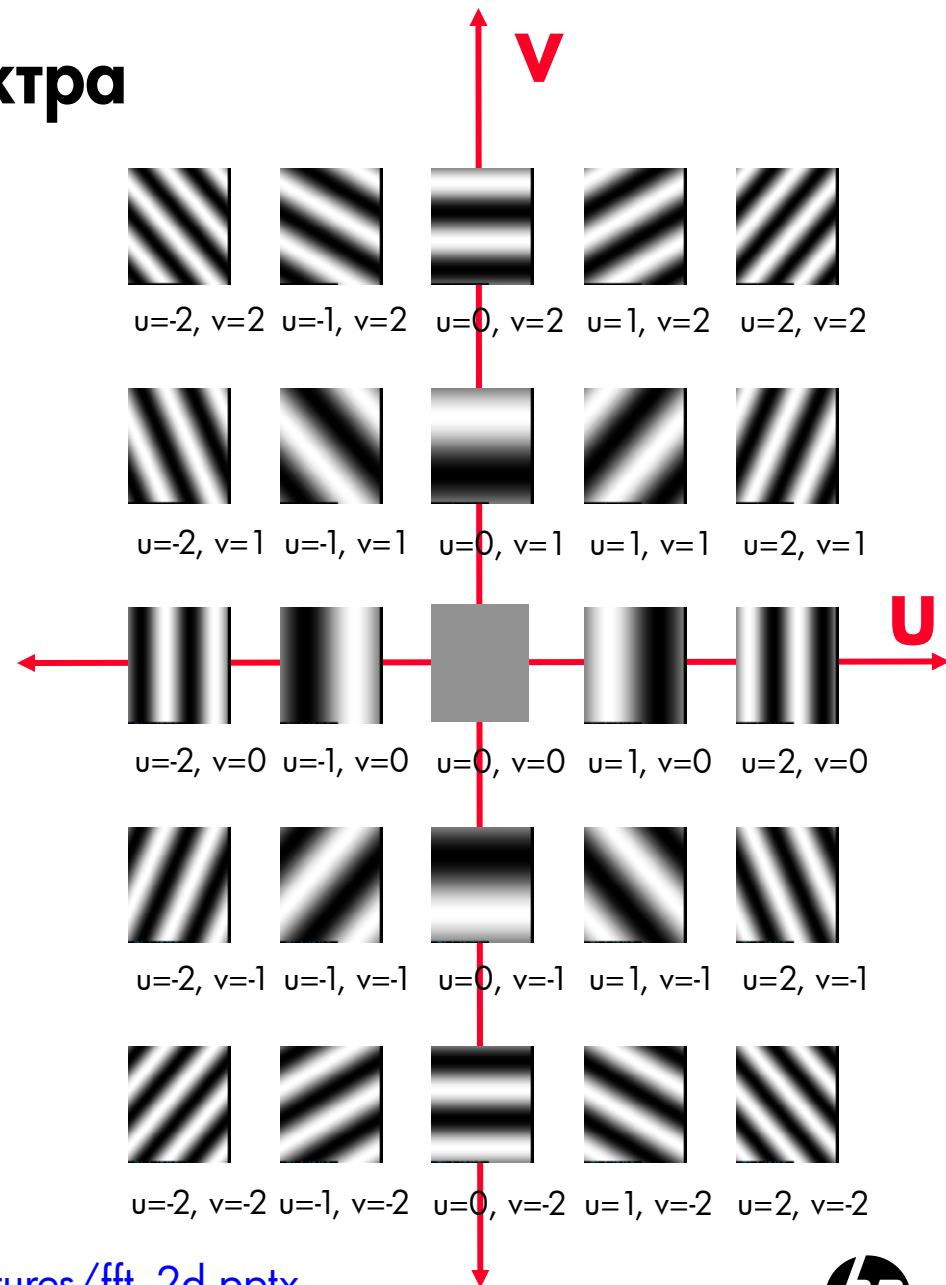 V
ктра
u=-2, v=2 u=-1, v=2 u=0, v=2 u=1, v=2 u=2, v=2
u=-2, v=1 u=-1, v=1 u=0, v=1 u=1, v=1 u=2, v=1
U
u=-2, v=0 u=-1, v=0 u=0, v=0 u=1, v=0 u=2, v=0
u=-2, v=-1 u=-1, v=-1 u=0, v=-1 u=1, v=-1 u=2, v=-1
u=-2, v=-2 u=-1, v=-2 u=0, v=-2 u=1, v=-2 u=2, v=-2
tures/fft_2d.pptx